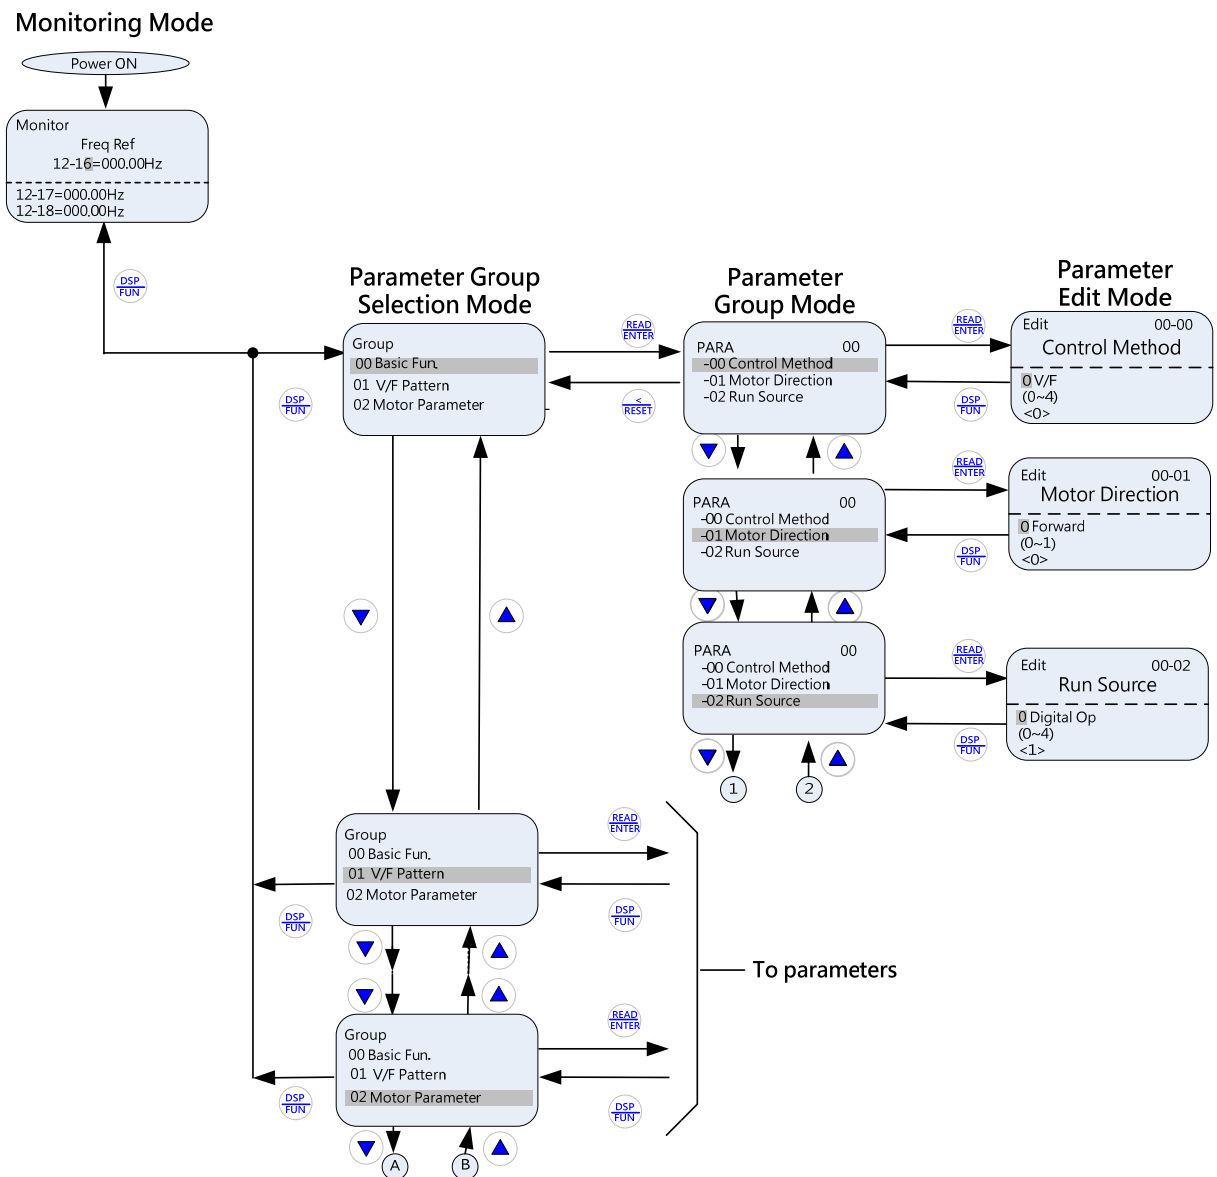 Monitoring Mode
Power ON
Monitor
Freq Ref
12-16=000.00Hz
12-17=000.00Hz
12-18=000.00Hz
DSP
FUN
Parameter Group
Selection Mode
Parameter
Group Mode
Parameter
Edit Mode
Group
00 Basic Fun.
01 V/F Pattern
02 Motor Parameter
DSP
FUN
READ
ENTER
<
RESET
PARA 00
-00 Control Method
-01 Motor Direction
-02 Run Source
READ
ENTER
DSP
FUN
Edit 00-00
Control Method
0 V/F
(0~4)
<0>
PARA 00
-00 Control Method
-01 Motor Direction
-02 Run Source
READ
ENTER
DSP
FUN
Edit 00-01
Motor Direction
0 Forward
(0~1)
<0>
PARA 00
-00 Control Method
-01 Motor Direction
-02 Run Source
READ
ENTER
DSP
FUN
Edit 00-02
Run Source
0 Digital Op
(0~4)
<1>
1
2
Group
00 Basic Fun.
01 V/F Pattern
02 Motor Parameter
DSP
FUN
READ
ENTER
DSP
FUN
To parameters
Group
00 Basic Fun.
01 V/F Pattern
02 Motor Parameter
DSP
FUN
READ
ENTER
DSP
FUN
A
B